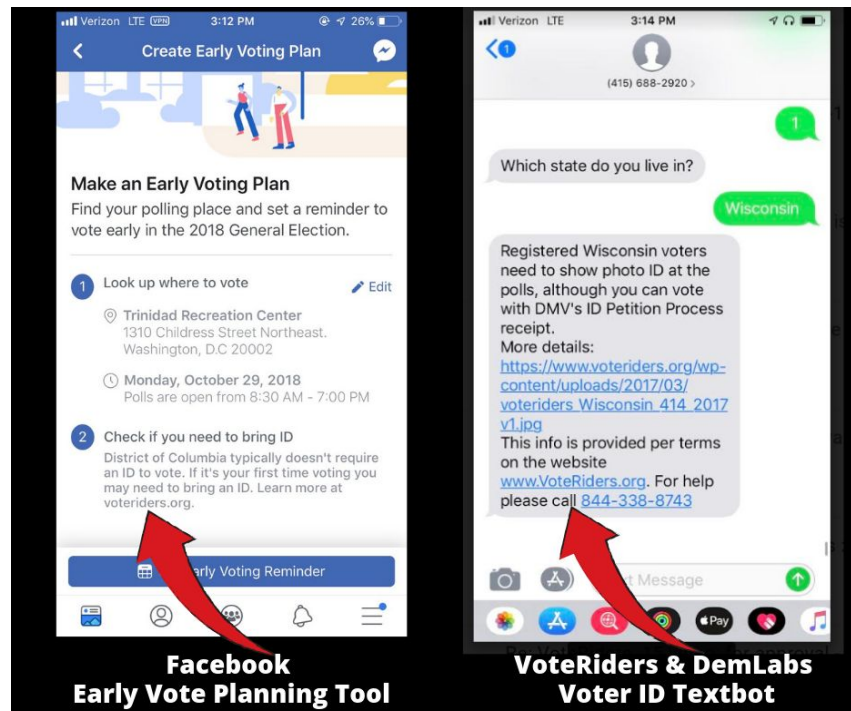 Verizon LTE VPN 3:12 PM 26%
Create Early Voting Plan
Make an Early Voting Plan
Find your polling place and set a reminder to
vote early in the 2018 General Election.
1 Look up where to vote Edit
Trinidad Recreation Center
1310 Childress Street Northeast.
Washington, D.C 20002
Monday, October 29, 2018
Polls are open from 8:30 AM - 7:00 PM
2 Check if you need to bring ID
District of Columbia typically doesn't require
an ID to vote. If it's your first time voting you
may need to bring an ID. Learn more at
voteriders.org.
Early Voting Reminder
Facebook
Early Vote Planning Tool
Verizon LTE 3:14 PM
1
(415) 688-2920 >
1
Which state do you live in?
Wisconsin
Registered Wisconsin voters
need to show photo ID at the
polls, although you can vote
with DMV's ID Petition Process
receipt.
More details:
https://www.voteriders.org/wp-
content/uploads/2017/03/
voteriders_Wisconsin_414_2017
v1.jpg
This info is provided per terms
on the website
www.VoteRiders.org. For help
please call 844-338-8743
Message
Pay
VoteRiders & DemLabs
Voter ID Textbot